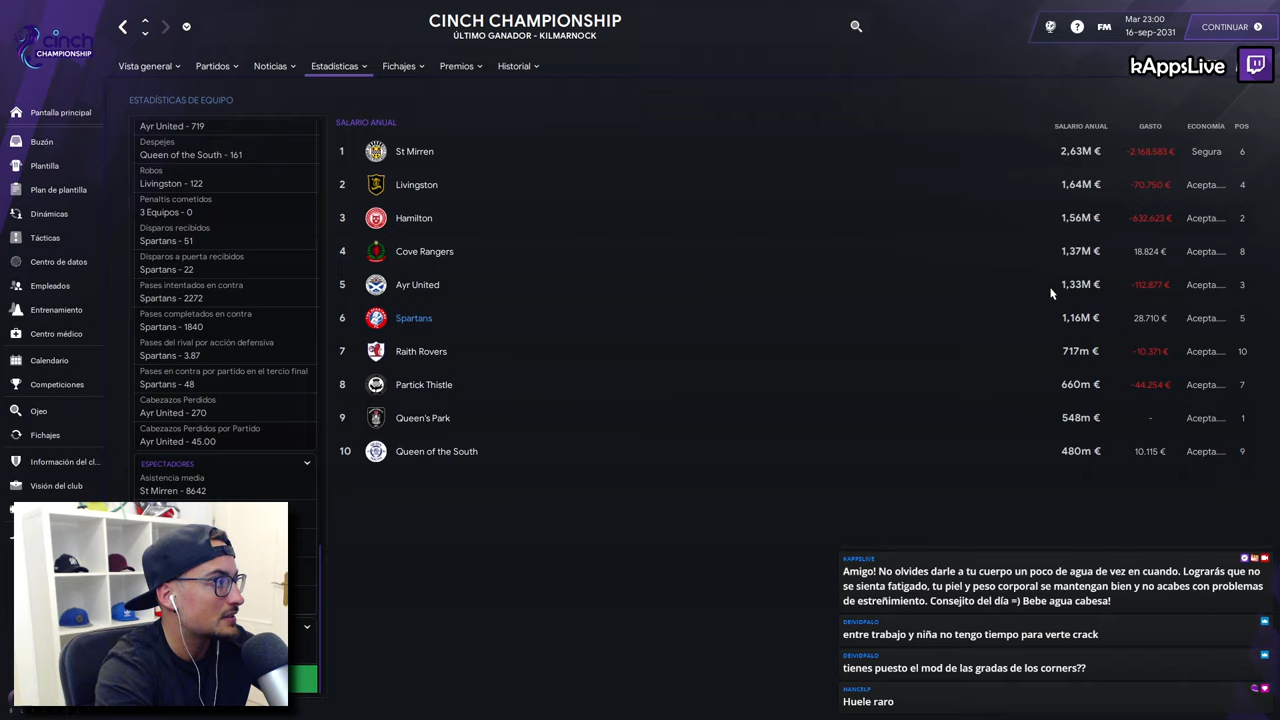 CINCH CHAMPIONSHIP
ÚLTIMO GANADOR - KILMARNOCK
Mar 23:00
16-sep-2031
FM
CONTINUAR
cinch
CHAMPIONSHIP
kAppsLive
Vista general
Partidos
Noticias
Estadísticas
Fichajes
Premios
Historial
Pantalla principal
Buzón
Plantilla
Plan de plantilla
Dinámicas
Tácticas
Centro de datos
Empleados
Entrenamiento
Centro médico
Calendario
Competiciones
Ojeo
Fichajes
Información del cl...
Visión del club
ESTADÍSTICAS DE EQUIPO
Ayr United - 719
Despejes
Queen of the South - 161
Robos
Livingston - 122
Penaltis cometidos
3 Equipos - 0
Disparos recibidos
Spartans - 51
Disparos a puerta recibidos
Spartans - 22
Pases intentados en contra
Spartans - 2272
Pases completados en contra
Spartans - 1840
Pases del rival por acción defensiva
Spartans - 3.87
Pases en contra por partido en el tercio final
Spartans - 48
Cabezazos Perdidos
Ayr United - 270
Cabezazos Perdidos por Partido
Ayr United - 45.00
ESPECTADORES
Asistencia media
St Mirren - 8642
SALARIO ANUAL
SALARIO ANUAL GASTO ECONOMÍA POS
1 St Mirren 2,63M € -2.168.583 € Segura 6
2 Livingston 1,64M € -70.750 € Acepta.... 4
3 Hamilton 1,56M € -632.623 € Acepta.... 2
4 Cove Rangers 1,37M € 18.824 € Acepta.... 8
5 Ayr United 1,33M € -112.877 € Acepta.... 3
6 Spartans 1,16M € 28.710 € Acepta.... 5
7 Raith Rovers 717m € -10.371 € Acepta.... 10
8 Partick Thistle 660m € -44.254 € Acepta.... 7
9 Queen's Park 548m € - Acepta.... 1
10 Queen of the South 480m € 10.115 € Acepta.... 9
KAPPSLIVE
Amigo! No olvides darle a tu cuerpo un poco de agua de vez en cuando. Lograrás que no
se sienta fatigado, tu piel y peso corporal se mantengan bien y no acabes con problemas
de estreñimiento. Consejito del día =) Bebe agua cabesa!
DEIVIDPALO
entre trabajo y niña no tengo tiempo para verte crack
DEIVIDPALO
tienes puesto el mod de las gradas de los corners??
HANCELP
Huele raro